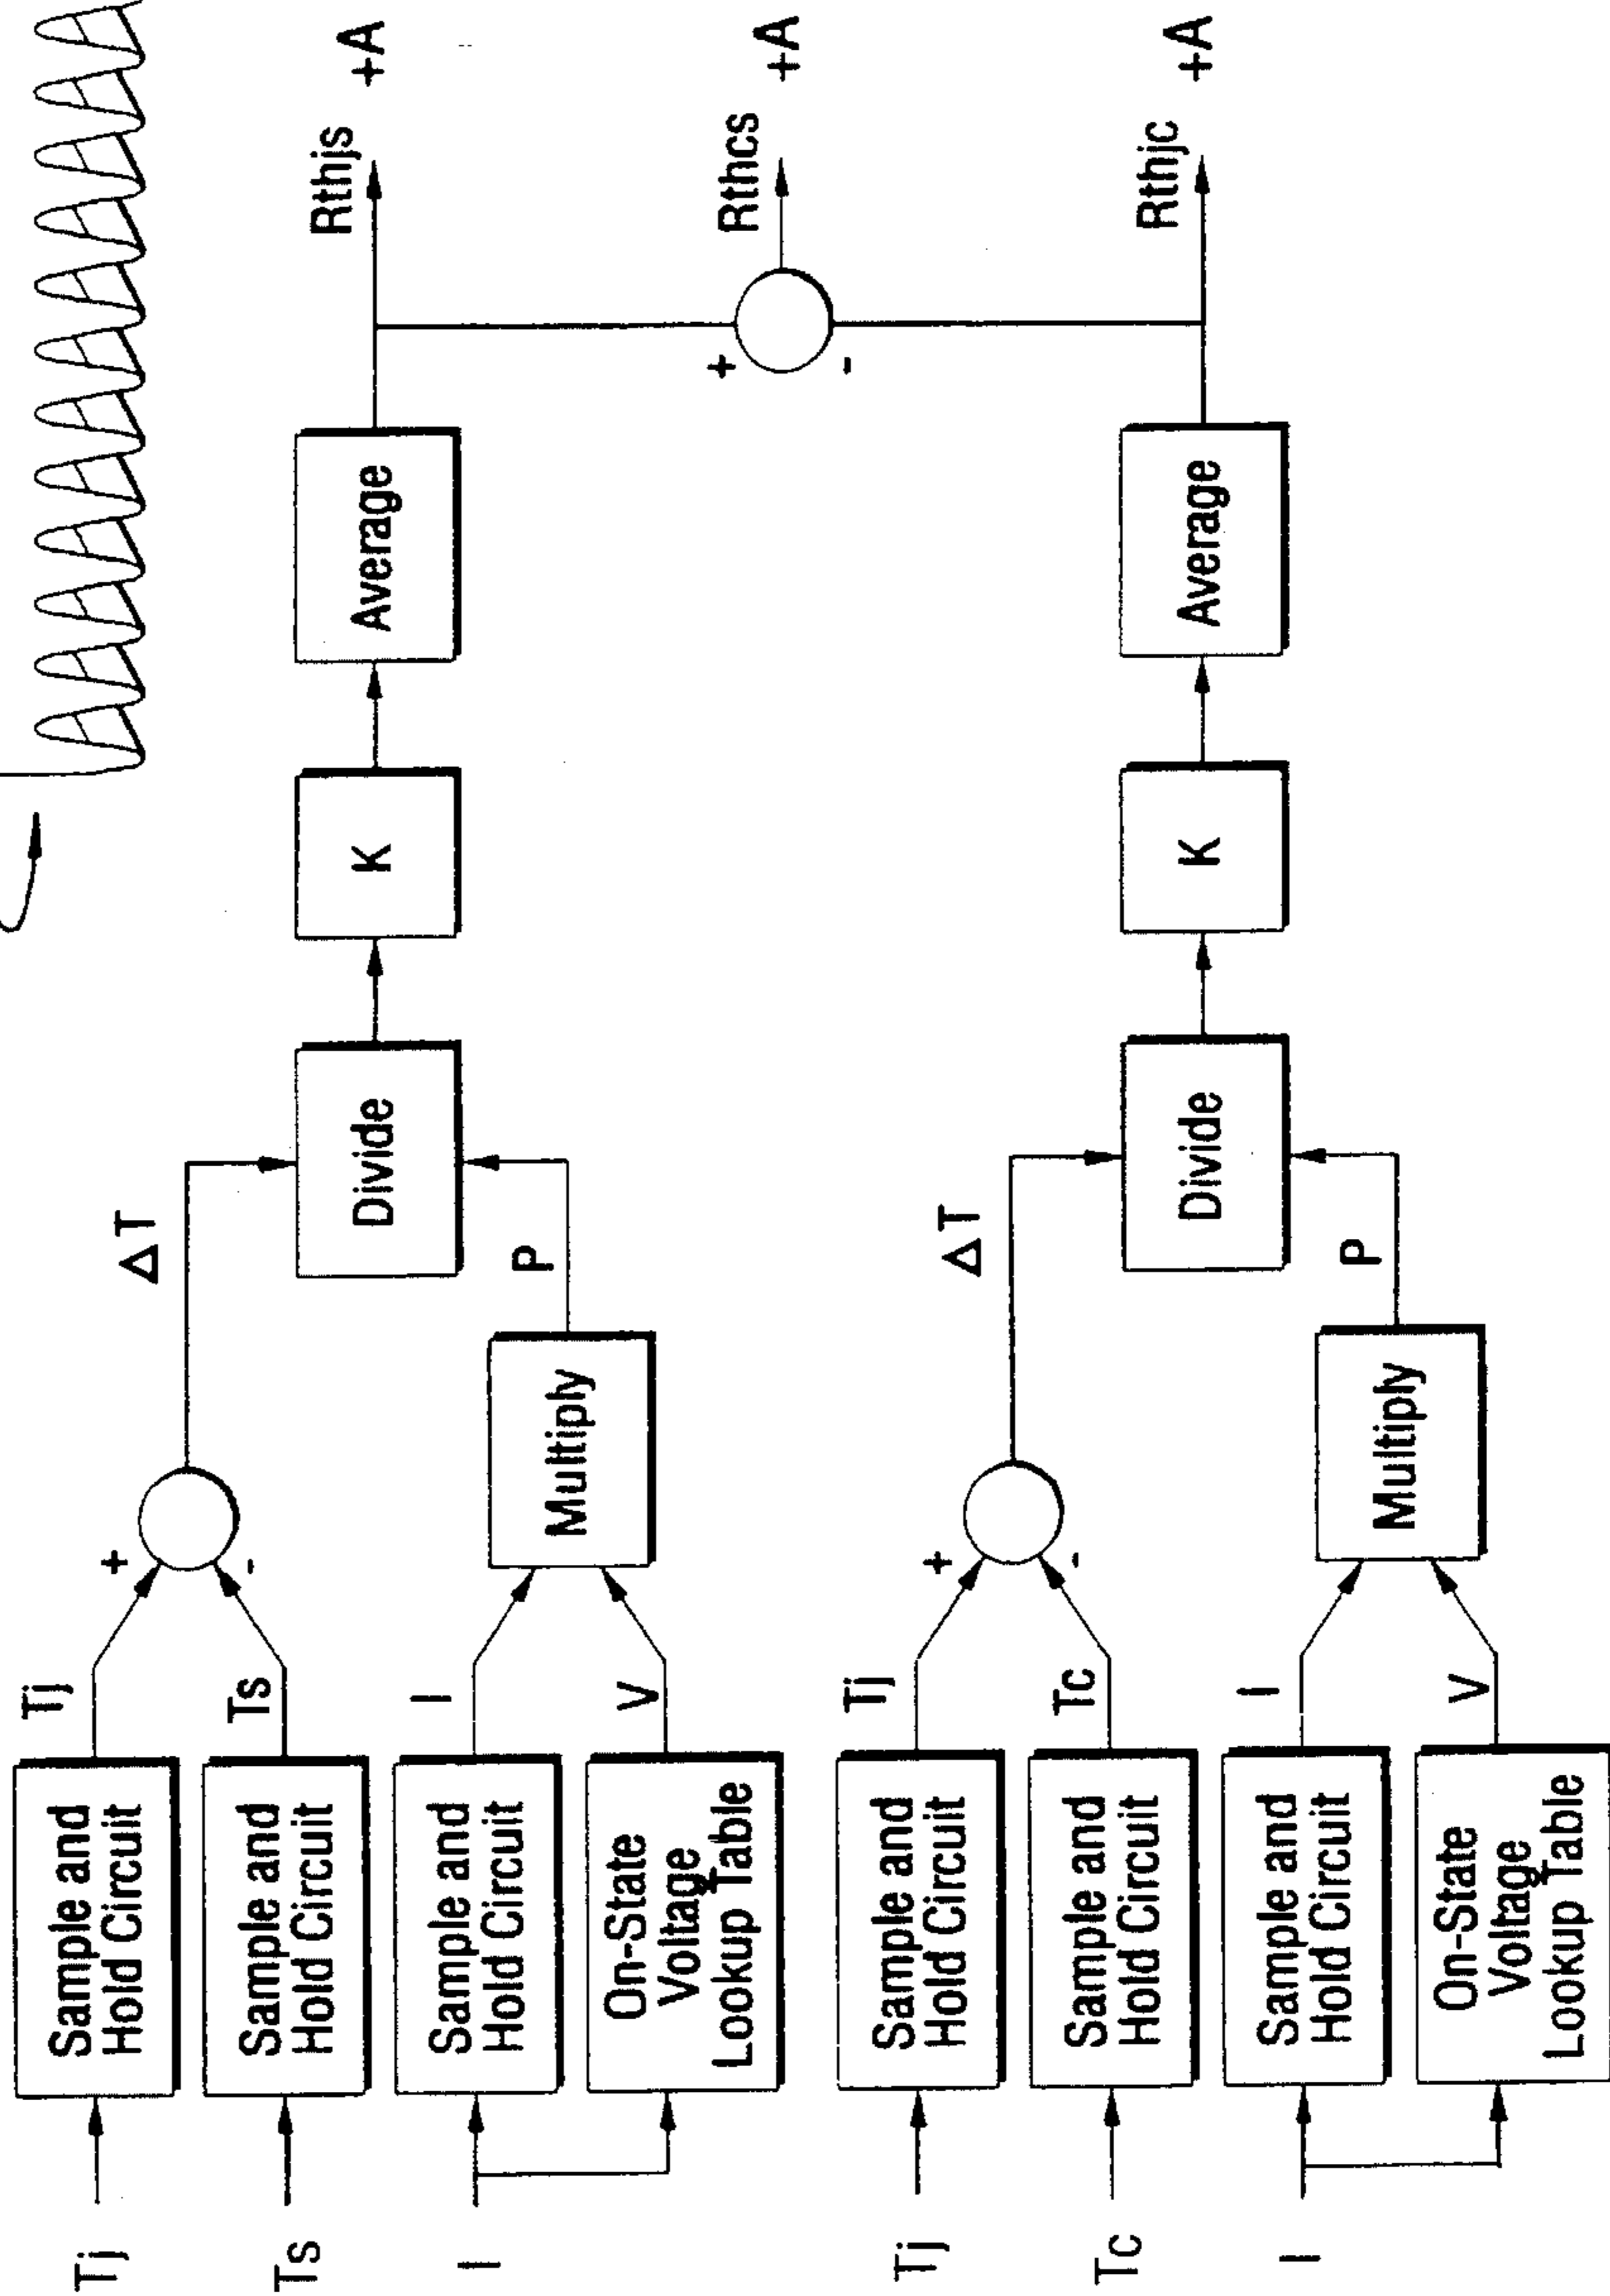 Tj
Sample and
Hold Circuit
Tj
+
Ts
Sample and
Hold Circuit
Ts
-
ΔT
I
Sample and
Hold Circuit
I
On-State
Voltage
Lookup Table
V
Multiply
P
Divide
K
Average
Rthjs
+A
+
-
Rthcs
+A
Tj
Sample and
Hold Circuit
Tj
+
Tc
Sample and
Hold Circuit
Tc
-
ΔT
I
Sample and
Hold Circuit
I
On-State
Voltage
Lookup Table
V
Multiply
P
Divide
K
Average
Rthjc
+A